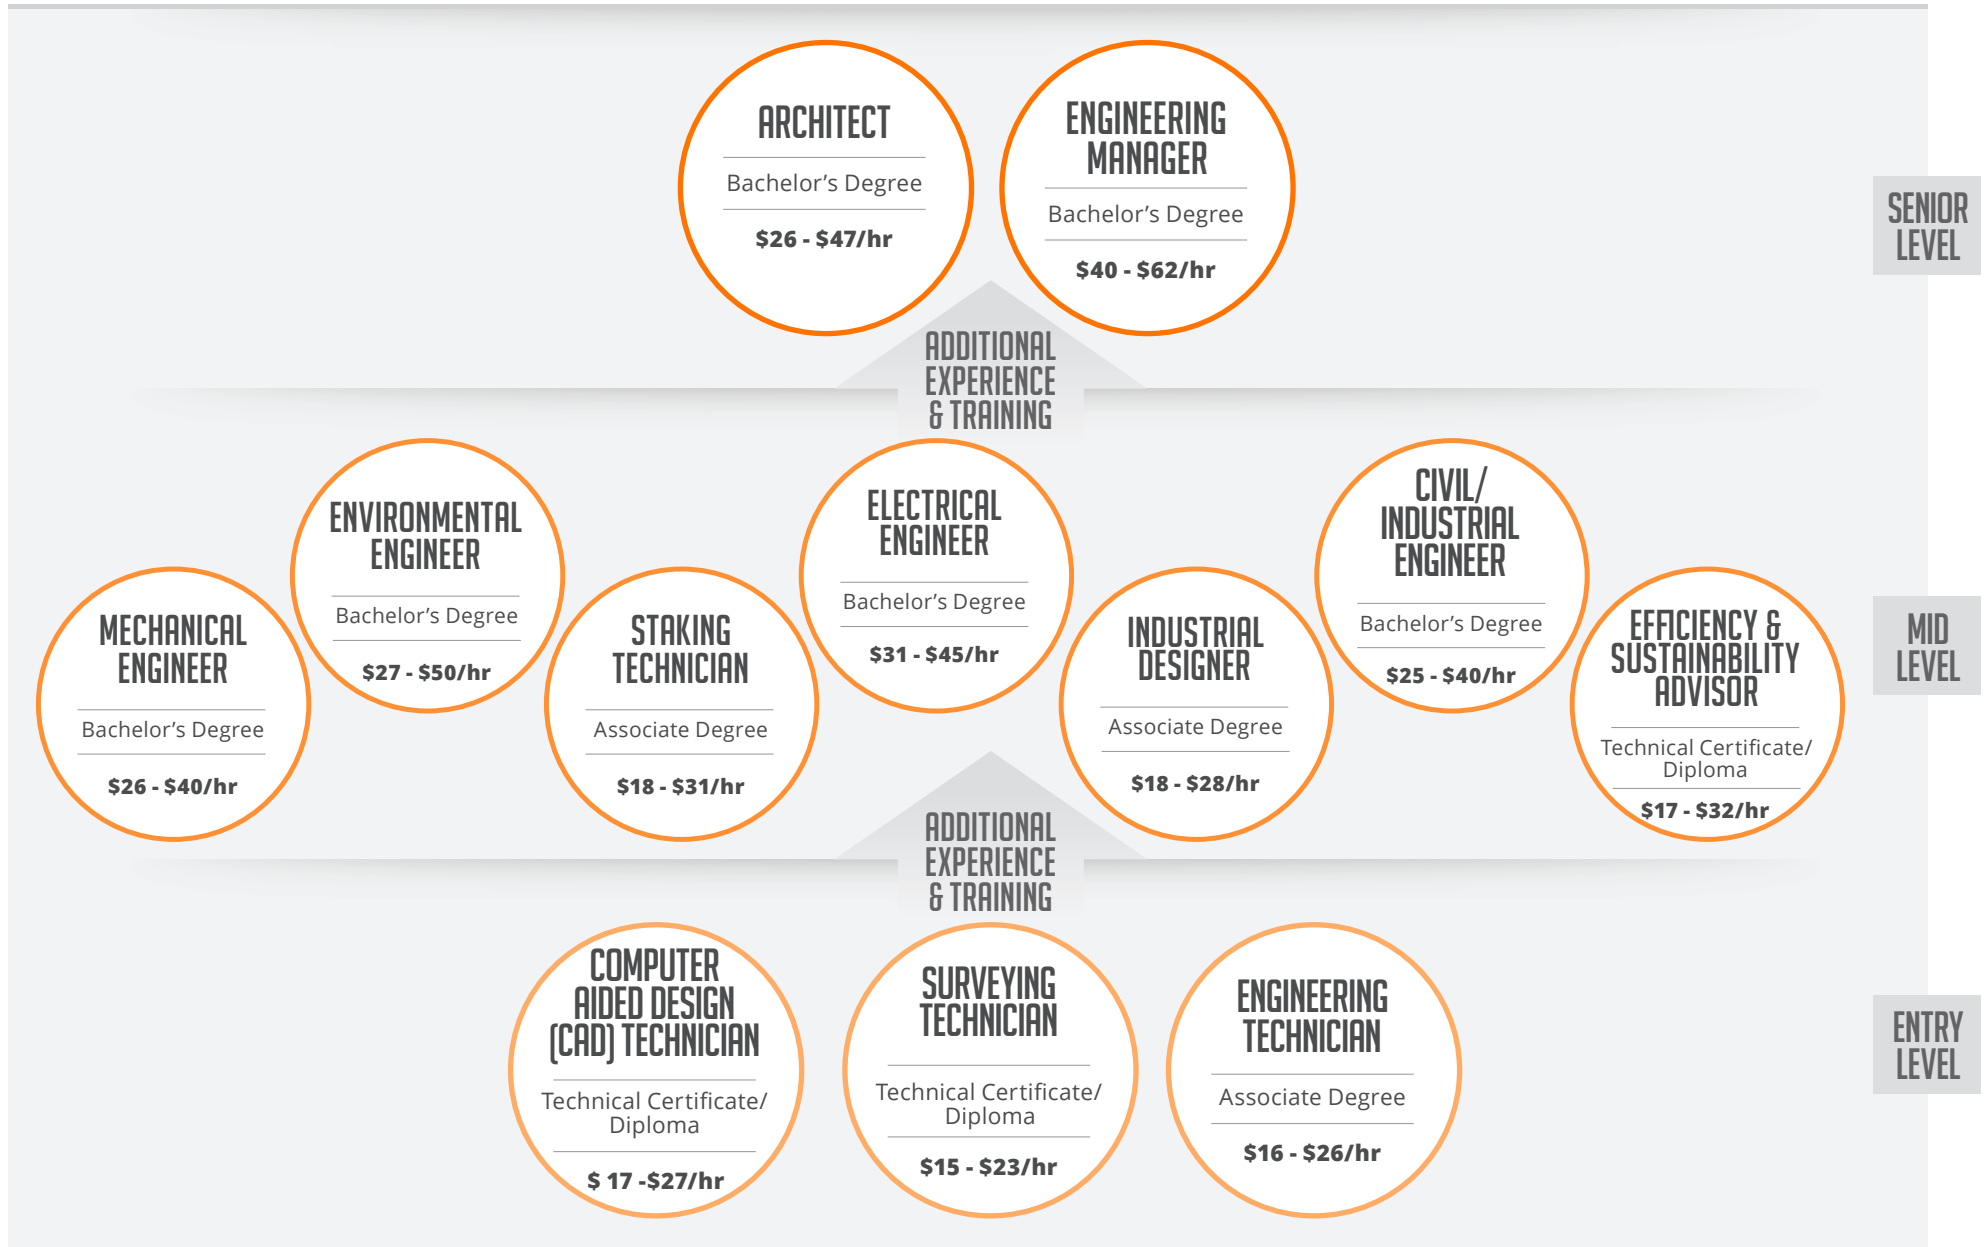 ARCHITECT
Bachelor's Degree
$26 - $47/hr
ENGINEERING
MANAGER
Bachelor's Degree
$40 - $62/hr
SENIOR
LEVEL
ADDITIONAL
EXPERIENCE
& TRAINING
MECHANICAL
ENGINEER
Bachelor's Degree
$26 - $40/hr
ENVIRONMENTAL
ENGINEER
Bachelor's Degree
$27 - $50/hr
STAKING
TECHNICIAN
Associate Degree
$18 - $31/hr
ELECTRICAL
ENGINEER
Bachelor's Degree
$31 - $45/hr
INDUSTRIAL
DESIGNER
Associate Degree
$18 - $28/hr
CIVIL/
INDUSTRIAL
ENGINEER
Bachelor's Degree
$25 - $40/hr
EFFICIENCY &
SUSTAINABILITY
ADVISOR
Technical Certificate/
Diploma
$17 - $32/hr
MID
LEVEL
ADDITIONAL
EXPERIENCE
& TRAINING
COMPUTER
AIDED DESIGN
(CAD) TECHNICIAN
Technical Certificate/
Diploma
$ 17 -$27/hr
SURVEYING
TECHNICIAN
Technical Certificate/
Diploma
$15 - $23/hr
ENGINEERING
TECHNICIAN
Associate Degree
$16 - $26/hr
ENTRY
LEVEL